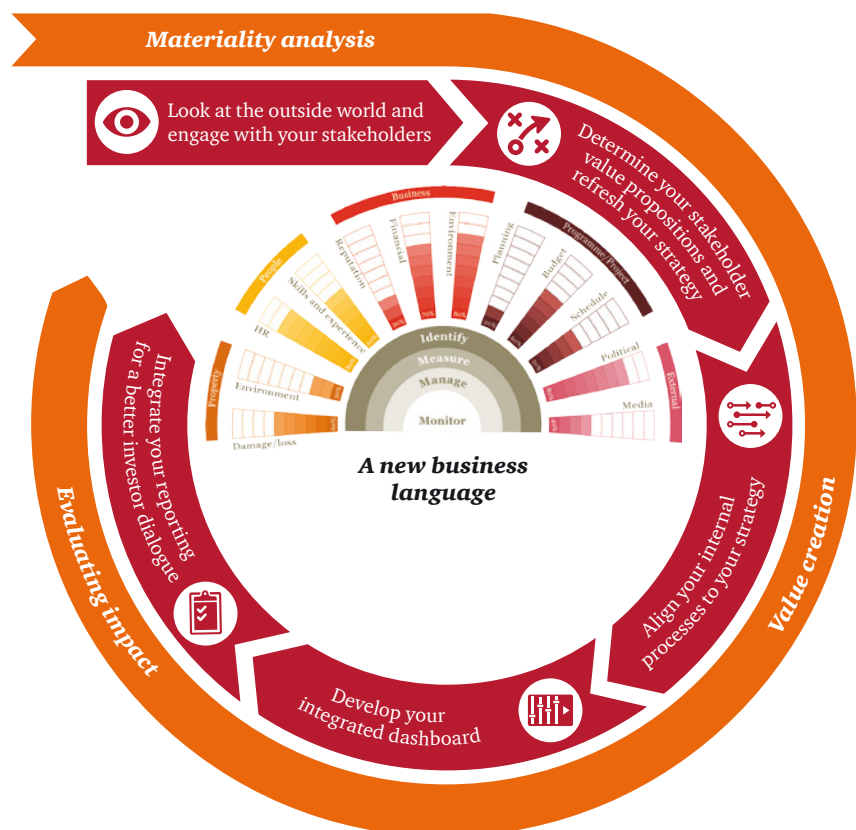 Materiality analysis
Look at the outside world and
engage with your stakeholders
Determine your stakeholder
value propositions and
refresh your strategy
Align your internal
processes to your strategy
Develop your
integrated dashboard
Integrate your reporting
for a better investor dialogue
Value creation
Evaluating impact
Property
Damage/loss
Environment
People
HR
Skills and experience
Business
Reputation
Financial
Environment
Programme/Project
Planning
Budget
Schedule
External
Political
Media
70%
80%
Identify
Measure
Manage
Monitor
A new business
language